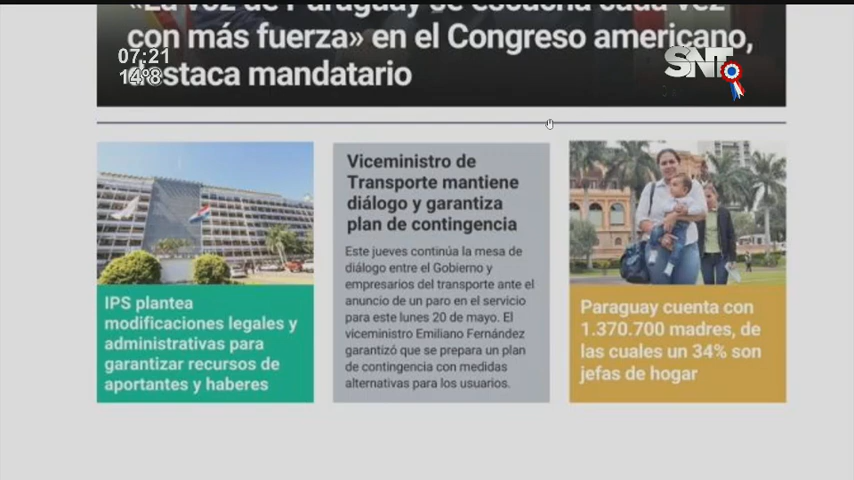 «La voz de Paraguay se escucha cada vez
con más fuerza» en el Congreso americano,
destaca mandatario
07:21
14°8
SNT
Viceministro de
Transporte mantiene
diálogo y garantiza
plan de contingencia
Este jueves continúa la mesa de
diálogo entre el Gobierno y
empresarios del transporte ante el
anuncio de un paro en el servicio
para este lunes 20 de mayo. El
viceministro Emiliano Fernández
garantizó que se prepara un plan
de contingencia con medidas
alternativas para los usuarios.
IPS plantea
modificaciones legales y
administrativas para
garantizar recursos de
aportantes y haberes
Paraguay cuenta con
1.370.700 madres, de
las cuales un 34% son
jefas de hogar